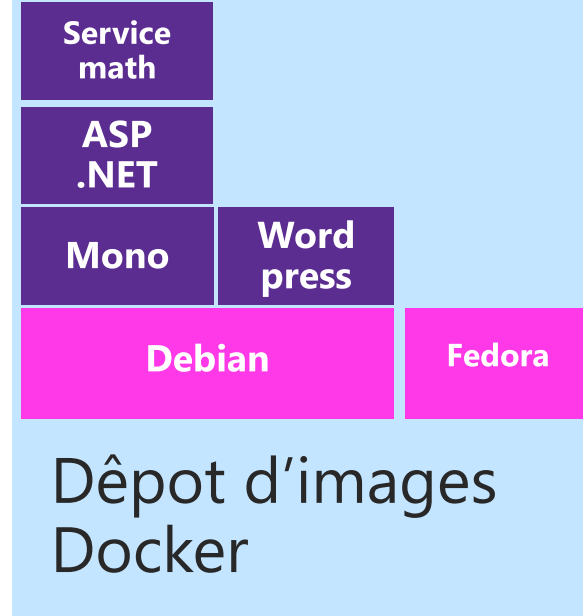 Service
math
ASP
.NET
Mono
Word
press
Debian
Fedora
Dêpot d’images
Docker